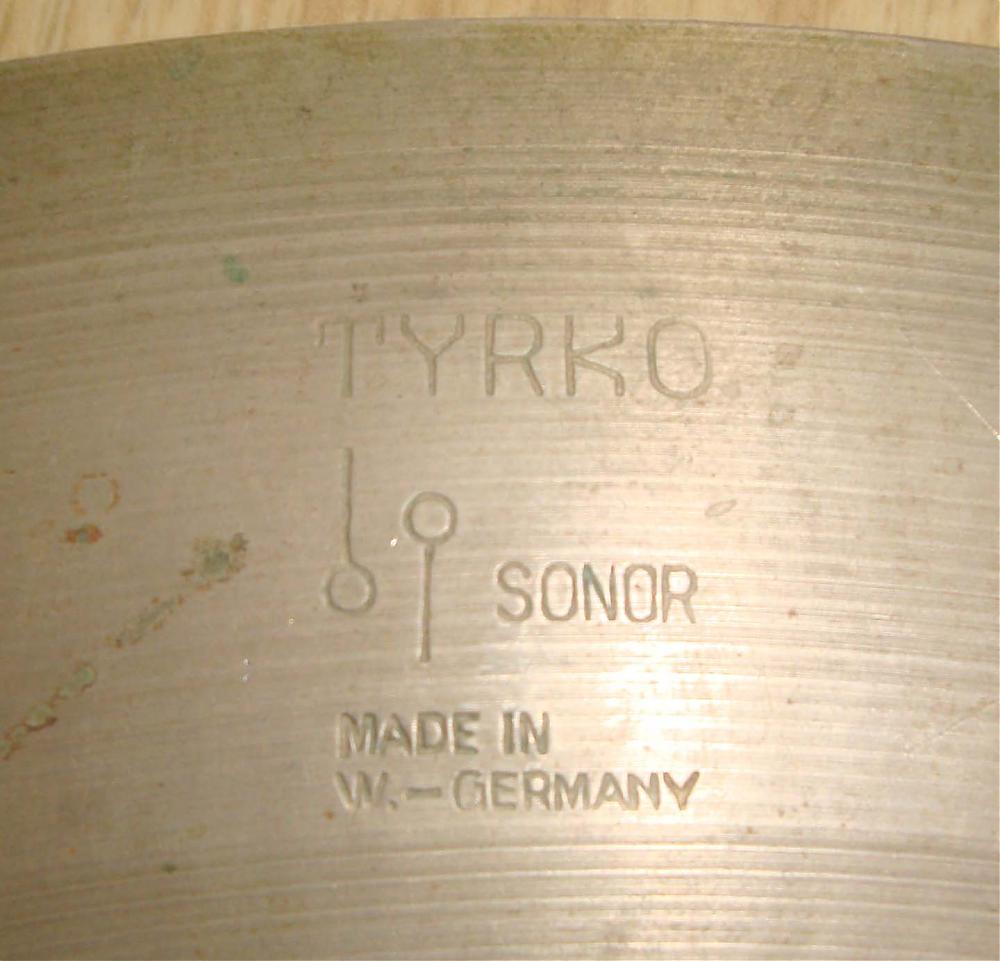 TYRKO
SONOR
MADE IN
W.-GERMANY